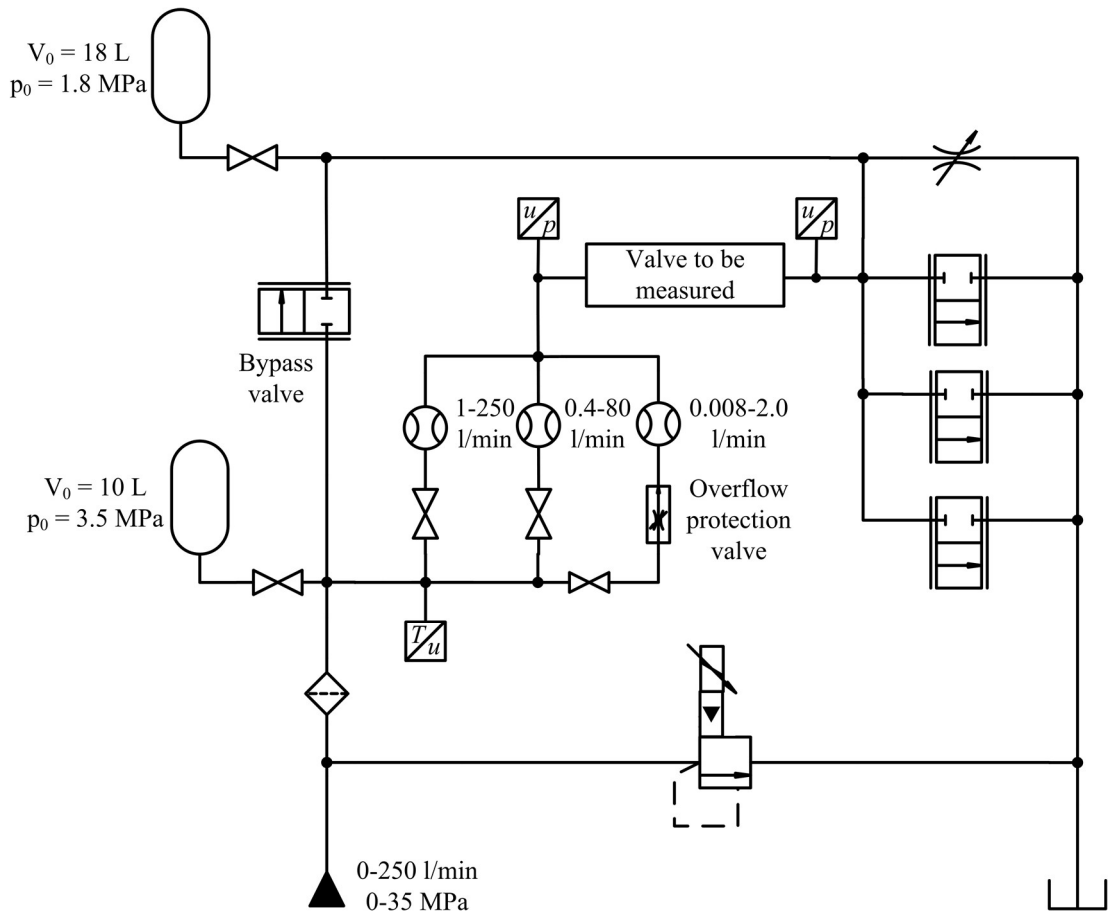 V₀ = 18 L
p₀ = 1.8 MPa
u
p
u
p
Valve to be
measured
Bypass
valve
1-250
l/min
0.4-80
l/min
0.008-2.0
l/min
V₀ = 10 L
p₀ = 3.5 MPa
Overflow
protection
valve
T
u
0-250 l/min
0-35 MPa